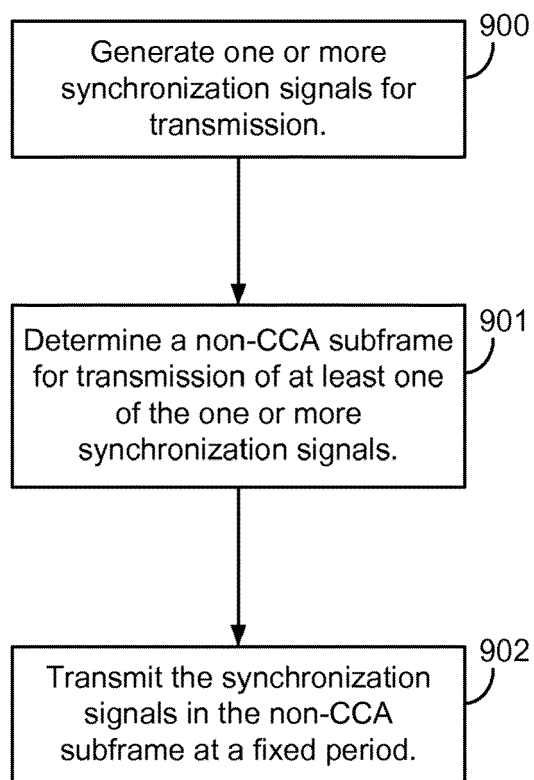 900
Generate one or more
synchronization signals for
transmission.
901
Determine a non-CCA subframe
for transmission of at least one
of the one or more
synchronization signals.
902
Transmit the synchronization
signals in the non-CCA
subframe at a fixed period.